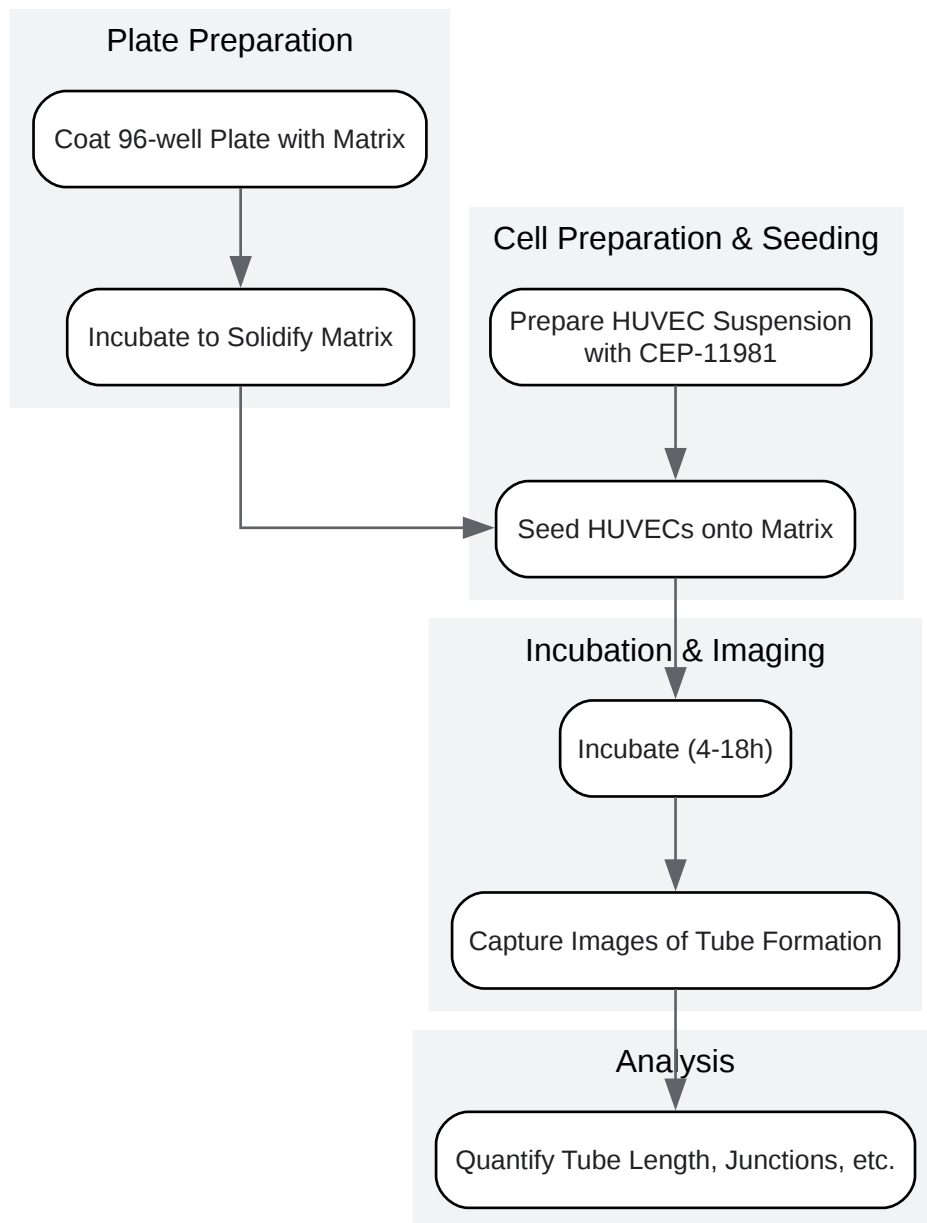 Plate Preparation
Coat 96-well Plate with Matrix
Incubate to Solidify Matrix
Cell Preparation & Seeding
Prepare HUVEC Suspension
with CEP-11981
Seed HUVECs onto Matrix
Incubation & Imaging
Incubate (4-18h)
Capture Images of Tube Formation
Analysis
Quantify Tube Length, Junctions, etc.